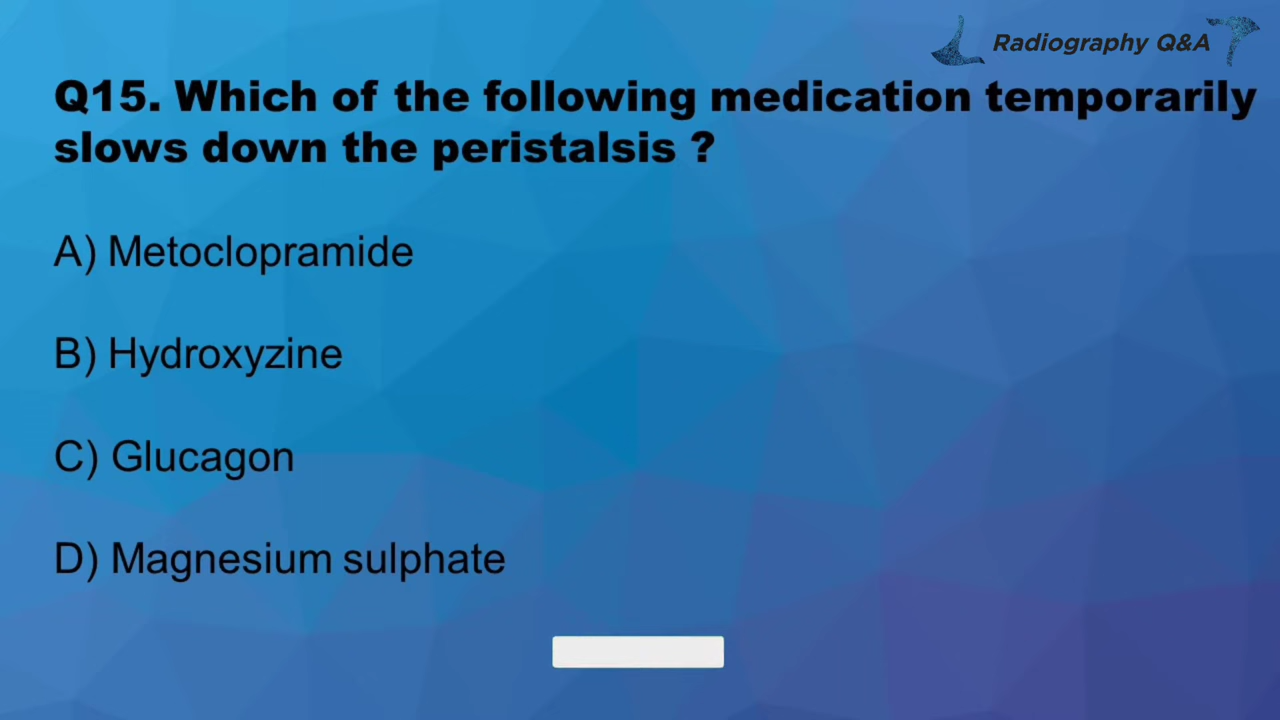 Radiography Q&A
Q15. Which of the following medication temporarily
slows down the peristalsis ?
A) Metoclopramide
B) Hydroxyzine
C) Glucagon
D) Magnesium sulphate